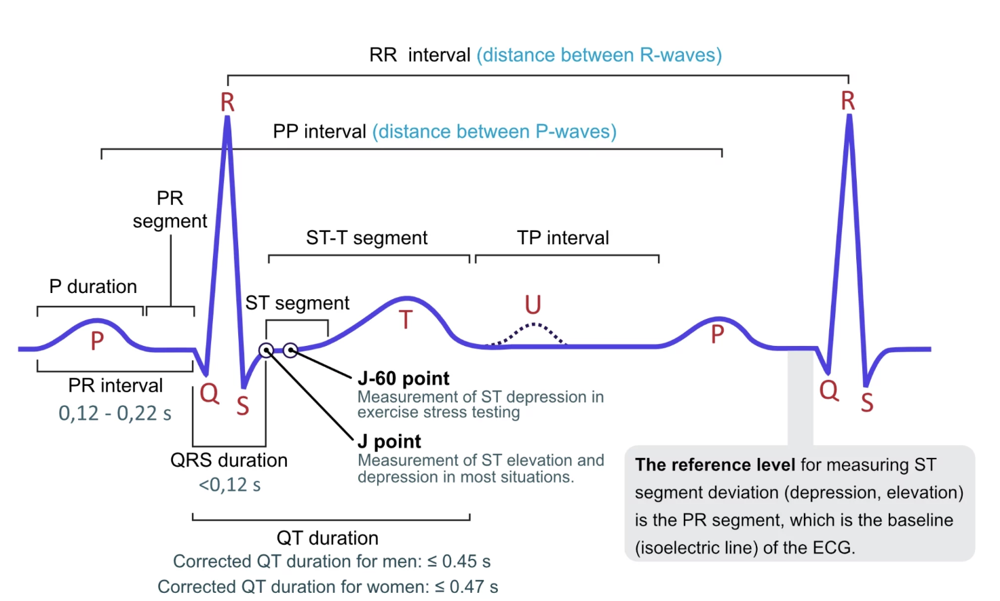 RR interval (distance between R-waves)
R
R
PP interval (distance between P-waves)
PR
segment
ST-T segment
TP interval
P duration
ST segment
U
T
P
P
J-60 point
Measurement of ST depression in
exercise stress testing
PR interval
0,12 - 0,22 s
Q
S
Q
S
J point
Measurement of ST elevation and
depression in most situations.
QRS duration
<0,12 s
The reference level for measuring ST
segment deviation (depression, elevation)
is the PR segment, which is the baseline
(isoelectric line) of the ECG.
QT duration
Corrected QT duration for men: ≤ 0.45 s
Corrected QT duration for women: ≤ 0.47 s